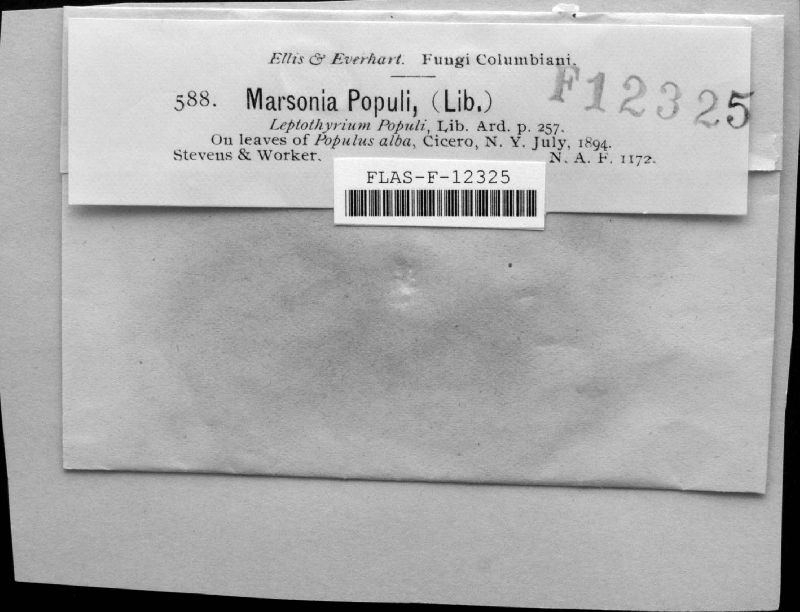 Ellis & Everhart. Fungi Columbiani.
F12325
588. Marsonia Populi, (Lib.)
Leptothyrium Populi, Lib. Ard. p. 257.
On leaves of Populus alba, Cicero, N. Y. July, 1894.
Stevens & Worker. N. A. F. 1172.
FLAS-F-12325